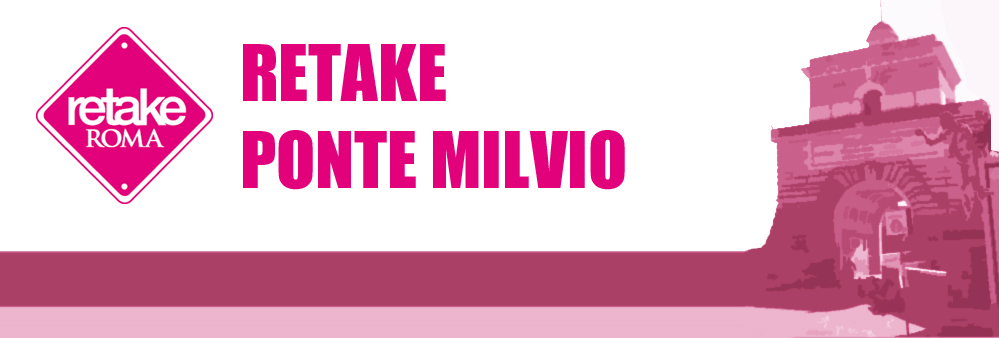 retake
ROMA
RETAKE
PONTE MILVIO